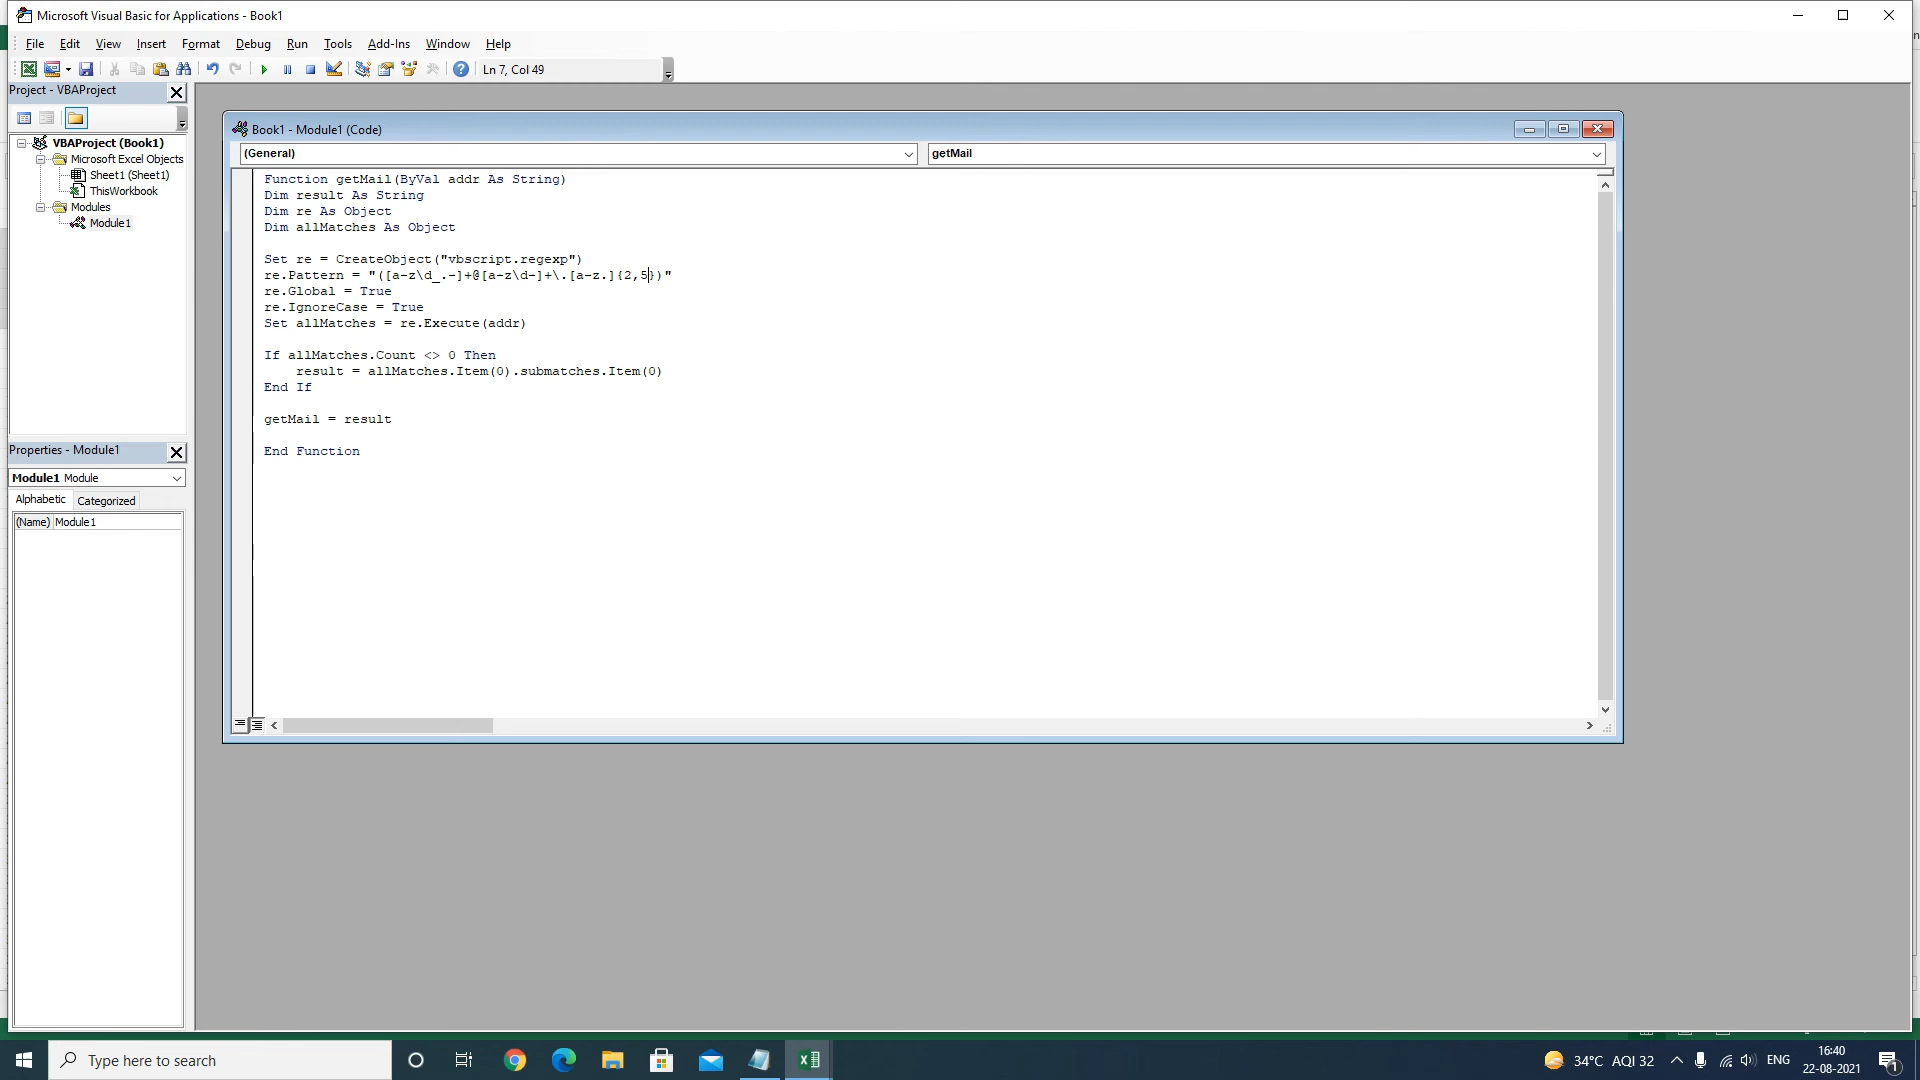 Microsoft Visual Basic for Applications - Book1
File Edit View Insert Format Debug Run Tools Add-Ins Window Help
Ln 7, Col 49
Project - VBAProject
VBAProject (Book1)
Microsoft Excel Objects
Sheet1 (Sheet1)
ThisWorkbook
Modules
Module1
Properties - Module1
Module1 Module
Alphabetic Categorized
(Name) Module1
Book1 - Module1 (Code)
(General) getMail
Function getMail(ByVal addr As String)
Dim result As String
Dim re As Object
Dim allMatches As Object
Set re = CreateObject("vbscript.regexp")
re.Pattern = "([a-z\d_.-]+@[a-z\d-]+\.[a-z.]{2,5})"
re.Global = True
re.IgnoreCase = True
Set allMatches = re.Execute(addr)
If allMatches.Count <> 0 Then
result = allMatches.Item(0).submatches.Item(0)
End If
getMail = result
End Function
Type here to search
34°C AQI 32
ENG
16:40
22-08-2021
1